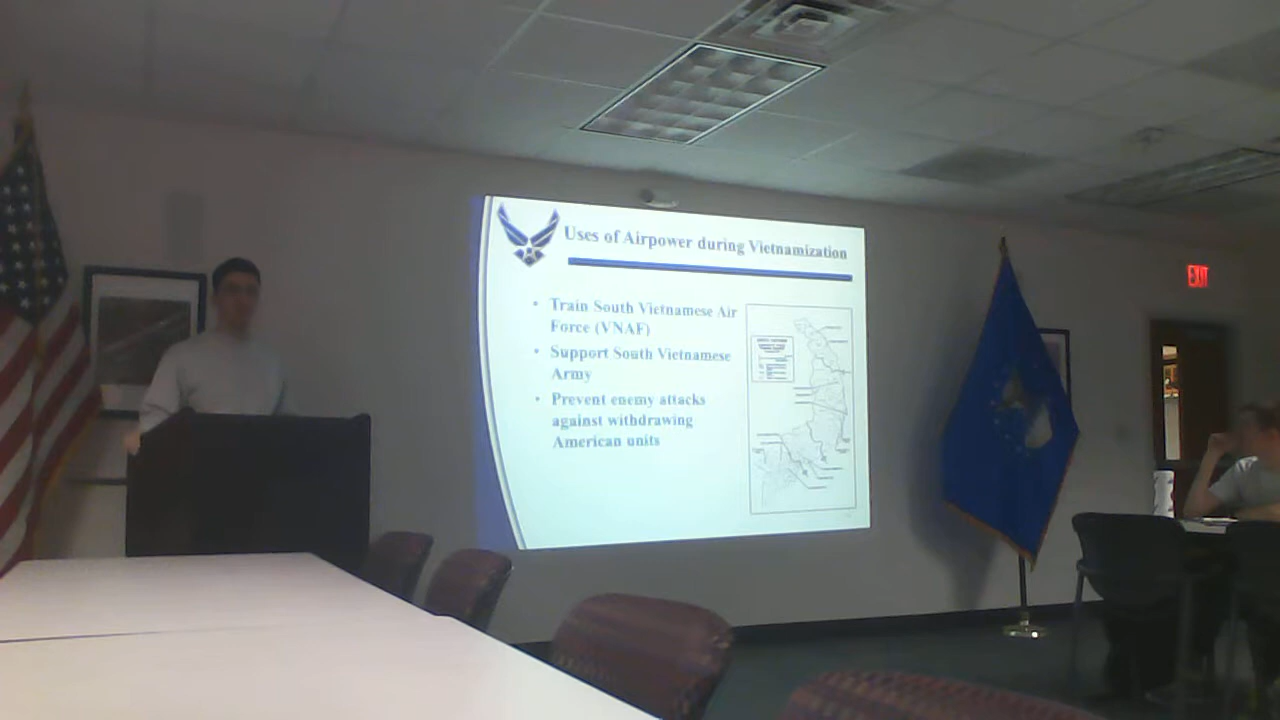 Uses of Airpower during Vietnamization
• Train South Vietnamese Air
Force (VNAF)
• Support South Vietnamese
Army
• Prevent enemy attacks
against withdrawing
American units
EXIT